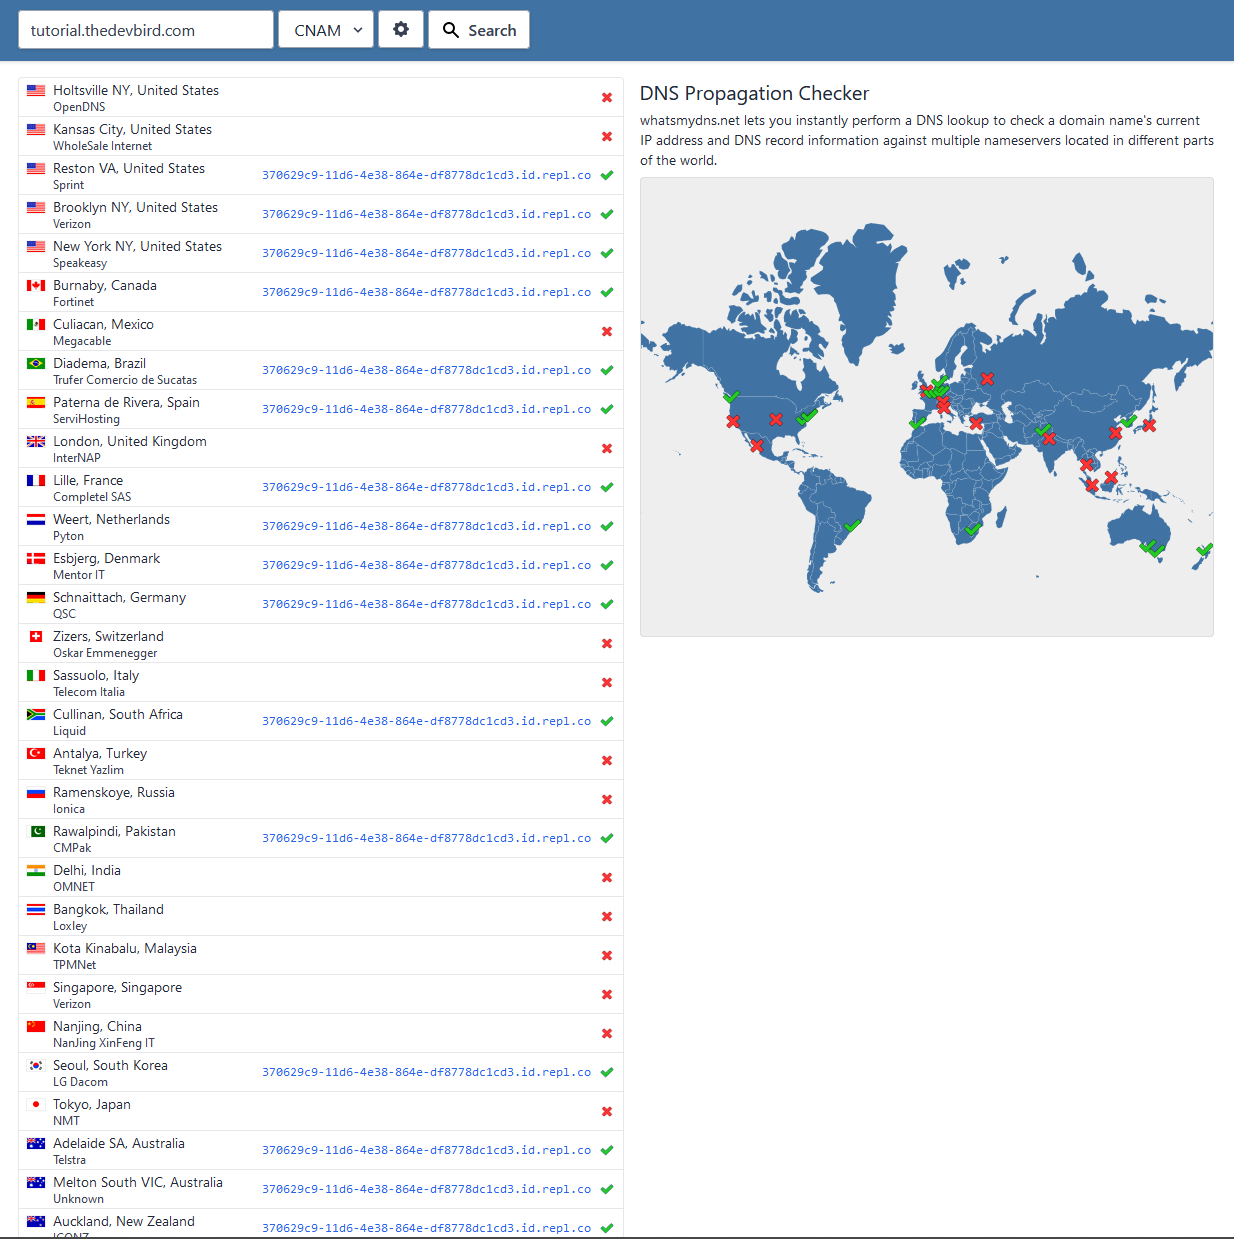 tutorial.thedevbird.com
CNAM
Search
Holtsville NY, United States
OpenDNS
Kansas City, United States
WholeSale Internet
Reston VA, United States
Sprint
370629c9-11d6-4e38-864e-df8778dc1cd3.id.repl.co
Brooklyn NY, United States
Verizon
370629c9-11d6-4e38-864e-df8778dc1cd3.id.repl.co
New York NY, United States
Speakeasy
370629c9-11d6-4e38-864e-df8778dc1cd3.id.repl.co
Burnaby, Canada
Fortinet
370629c9-11d6-4e38-864e-df8778dc1cd3.id.repl.co
Culiacan, Mexico
Megacable
Diadema, Brazil
Trufer Comercio de Sucatas
370629c9-11d6-4e38-864e-df8778dc1cd3.id.repl.co
Paterna de Rivera, Spain
ServiHosting
370629c9-11d6-4e38-864e-df8778dc1cd3.id.repl.co
London, United Kingdom
InterNAP
Lille, France
Completel SAS
370629c9-11d6-4e38-864e-df8778dc1cd3.id.repl.co
Weert, Netherlands
Pyton
370629c9-11d6-4e38-864e-df8778dc1cd3.id.repl.co
Esbjerg, Denmark
Mentor IT
370629c9-11d6-4e38-864e-df8778dc1cd3.id.repl.co
Schnaittach, Germany
QSC
370629c9-11d6-4e38-864e-df8778dc1cd3.id.repl.co
Zizers, Switzerland
Oskar Emmenegger
Sassuolo, Italy
Telecom Italia
Cullinan, South Africa
Liquid
370629c9-11d6-4e38-864e-df8778dc1cd3.id.repl.co
Antalya, Turkey
Teknet Yazlim
Ramenskoye, Russia
Ionica
Rawalpindi, Pakistan
CMPak
370629c9-11d6-4e38-864e-df8778dc1cd3.id.repl.co
Delhi, India
OMNET
Bangkok, Thailand
Loxley
Kota Kinabalu, Malaysia
TPMNet
Singapore, Singapore
Verizon
Nanjing, China
NanJing XinFeng IT
Seoul, South Korea
LG Dacom
370629c9-11d6-4e38-864e-df8778dc1cd3.id.repl.co
Tokyo, Japan
NMT
Adelaide SA, Australia
Telstra
370629c9-11d6-4e38-864e-df8778dc1cd3.id.repl.co
Melton South VIC, Australia
Unknown
370629c9-11d6-4e38-864e-df8778dc1cd3.id.repl.co
Auckland, New Zealand
370629c9-11d6-4e38-864e-df8778dc1cd3.id.repl.co
DNS Propagation Checker
whatsmydns.net lets you instantly perform a DNS lookup to check a domain name's current
IP address and DNS record information against multiple nameservers located in different parts
of the world.